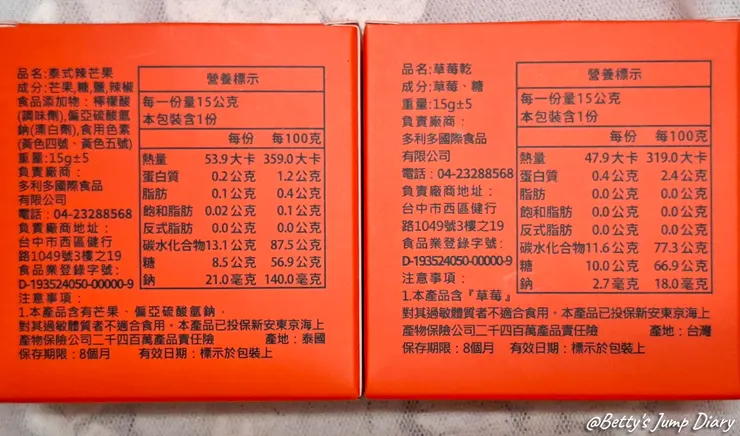 品名:泰式辣芒果
成分:芒果,糖,鹽,辣椒
食品添加物：檸檬酸
(調味劑),偏亞硫酸氫
鈉(漂白劑),食用色素
(黃色四號、黃色五號)
重量:15g±5
負責廠商：
多利多國際食品
有限公司
電話：04-23288568
負責廠商地址：
台中市西區健行
路1049號3樓之19
食品業登錄字號:
D-193524050-00000-9
注意事項：
1.本產品含有芒果、偏亞硫酸氫鈉，
對其過敏體質者不適合食用。本產品已投保新安東京海上
產物保險公司二千四百萬產品責任險 產地：泰國
保存期限：8個月 有效日期：標示於包裝上
營養標示
每一份量15公克
本包裝含1份
每份 每100克
熱量 53.9大卡 359.0大卡
蛋白質 0.2公克 1.2公克
脂肪 0.1公克 0.4公克
飽和脂肪 0.02公克 0.1公克
反式脂肪 0.0公克 0.0公克
碳水化合物13.1公克 87.5公克
糖 8.5公克 56.9公克
鈉 21.0毫克 140.0毫克
品名:草莓乾
成分:草莓、糖
重量:15g±5
負責廠商：
多利多國際食品
有限公司
電話：04-23288568
負責廠商地址：
台中市西區健行
路1049號3樓之19
食品業登錄字號:
D-193524050-00000-9
注意事項：
1.本產品含『草莓』
對其過敏體質者不適合食用。本產品已投保新安東京海上
產物保險公司二千四百萬產品責任險 產地：台灣
保存期限：8個月 有效日期：標示於包裝上
營養標示
每一份量15公克
本包裝含1份
每份 每100克
熱量 47.9大卡 319.0大卡
蛋白質 0.4公克 2.4公克
脂肪 0.0公克 0.0公克
飽和脂肪 0.0公克 0.0公克
反式脂肪 0.0公克 0.0公克
碳水化合物11.6公克 77.3公克
糖 10.0公克 66.9公克
鈉 2.7毫克 18.0毫克
@Betty's Jump Diary